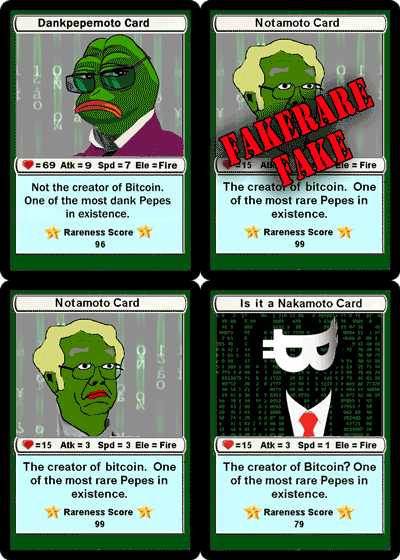 Dankpepemoto Card
=69 Atk = 9 Spd = 7 Ele = Fire
Not the creator of Bitcoin.
One of the most dank Pepes
in existence.
Rareness Score
96
Notamoto Card
FAKERARE
FAKE
=15 Atk = 3 Spd = 3 Ele = Fire
The creator of bitcoin. One
of the most rare Pepes in
existence.
Rareness Score
99
Notamoto Card
=15 Atk = 3 Spd = 3 Ele = Fire
The creator of bitcoin. One
of the most rare Pepes in
existence.
Rareness Score
99
Is it a Nakamoto Card
=15 Atk = 3 Spd = 1 Ele = Fire
The creator of Bitcoin? One
of the most rare Pepes in
existence.
Rareness Score
79